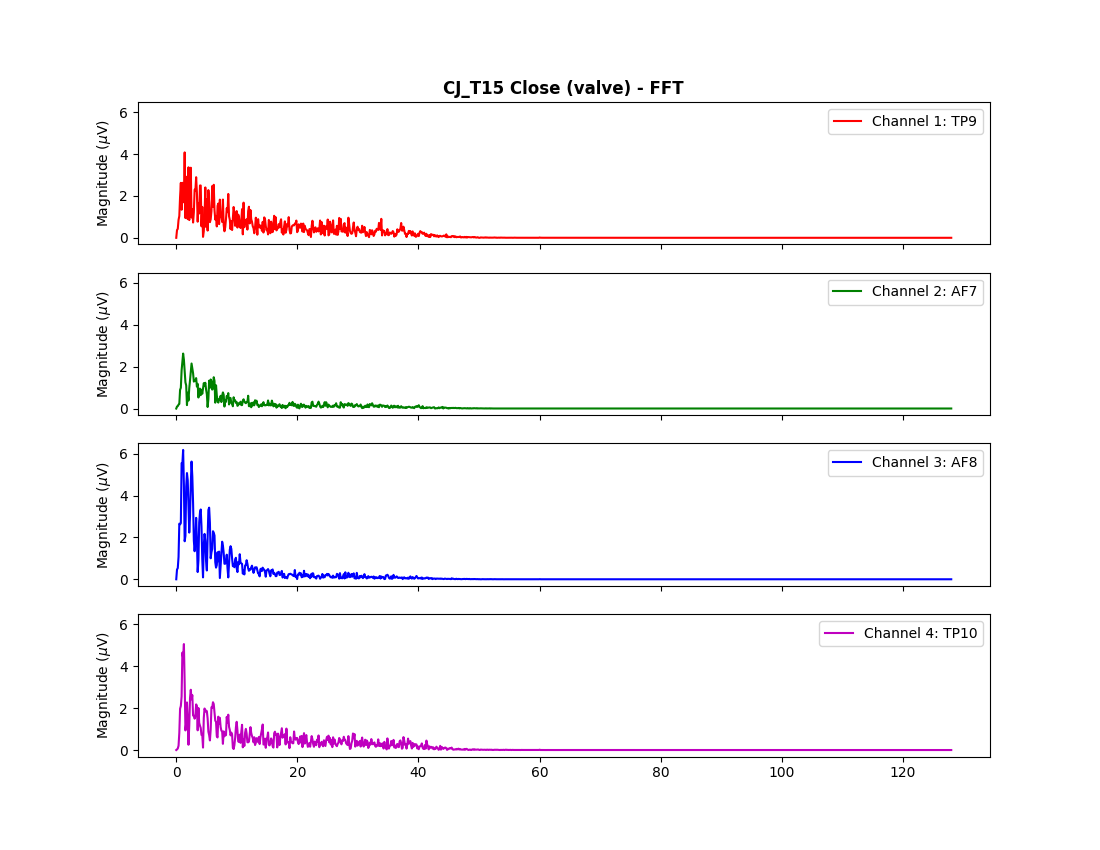 CJ_T15 Close (valve) - FFT
6
4
2
0
Magnitude (μV)
Channel 1: TP9
6
4
2
0
Magnitude (μV)
Channel 2: AF7
6
4
2
0
Magnitude (μV)
Channel 3: AF8
6
4
2
0
Magnitude (μV)
Channel 4: TP10
0 20 40 60 80 100 120